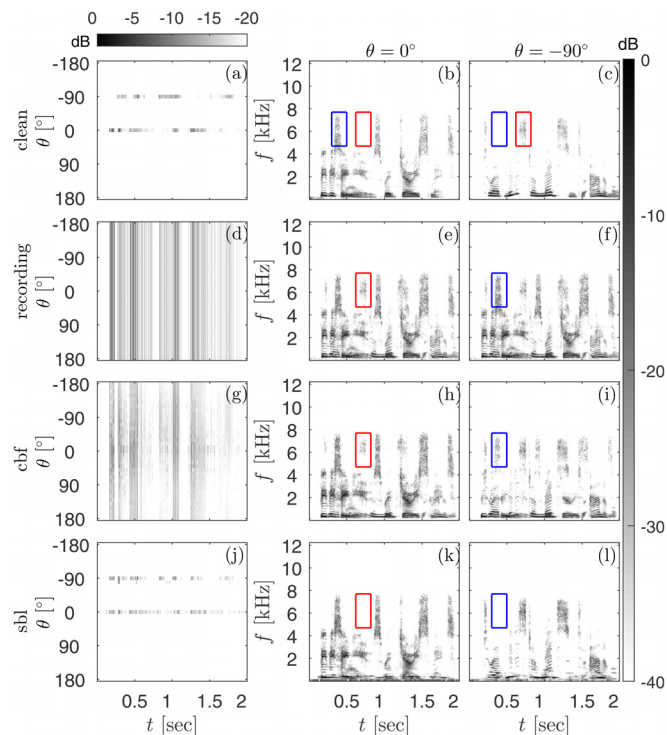 0 -5 -10 -15 -20
dB
θ = 0° θ = −90° dB
clean θ [°] -180 -90 0 90 180 (a) f [kHz] 12 10 8 6 4 2 (b) (c) 0
recording θ [°] -180 -90 0 90 180 (d) f [kHz] 12 10 8 6 4 2 (e) (f) -10
cbf θ [°] -180 -90 0 90 180 (g) f [kHz] 12 10 8 6 4 2 (h) (i) -20
sbl θ [°] -180 -90 0 90 180 (j) f [kHz] 12 10 8 6 4 2 (k) (l) -30
0.5 1 1.5 2 0.5 1 1.5 2 0.5 1 1.5 2 -40
t [sec] t [sec] t [sec]